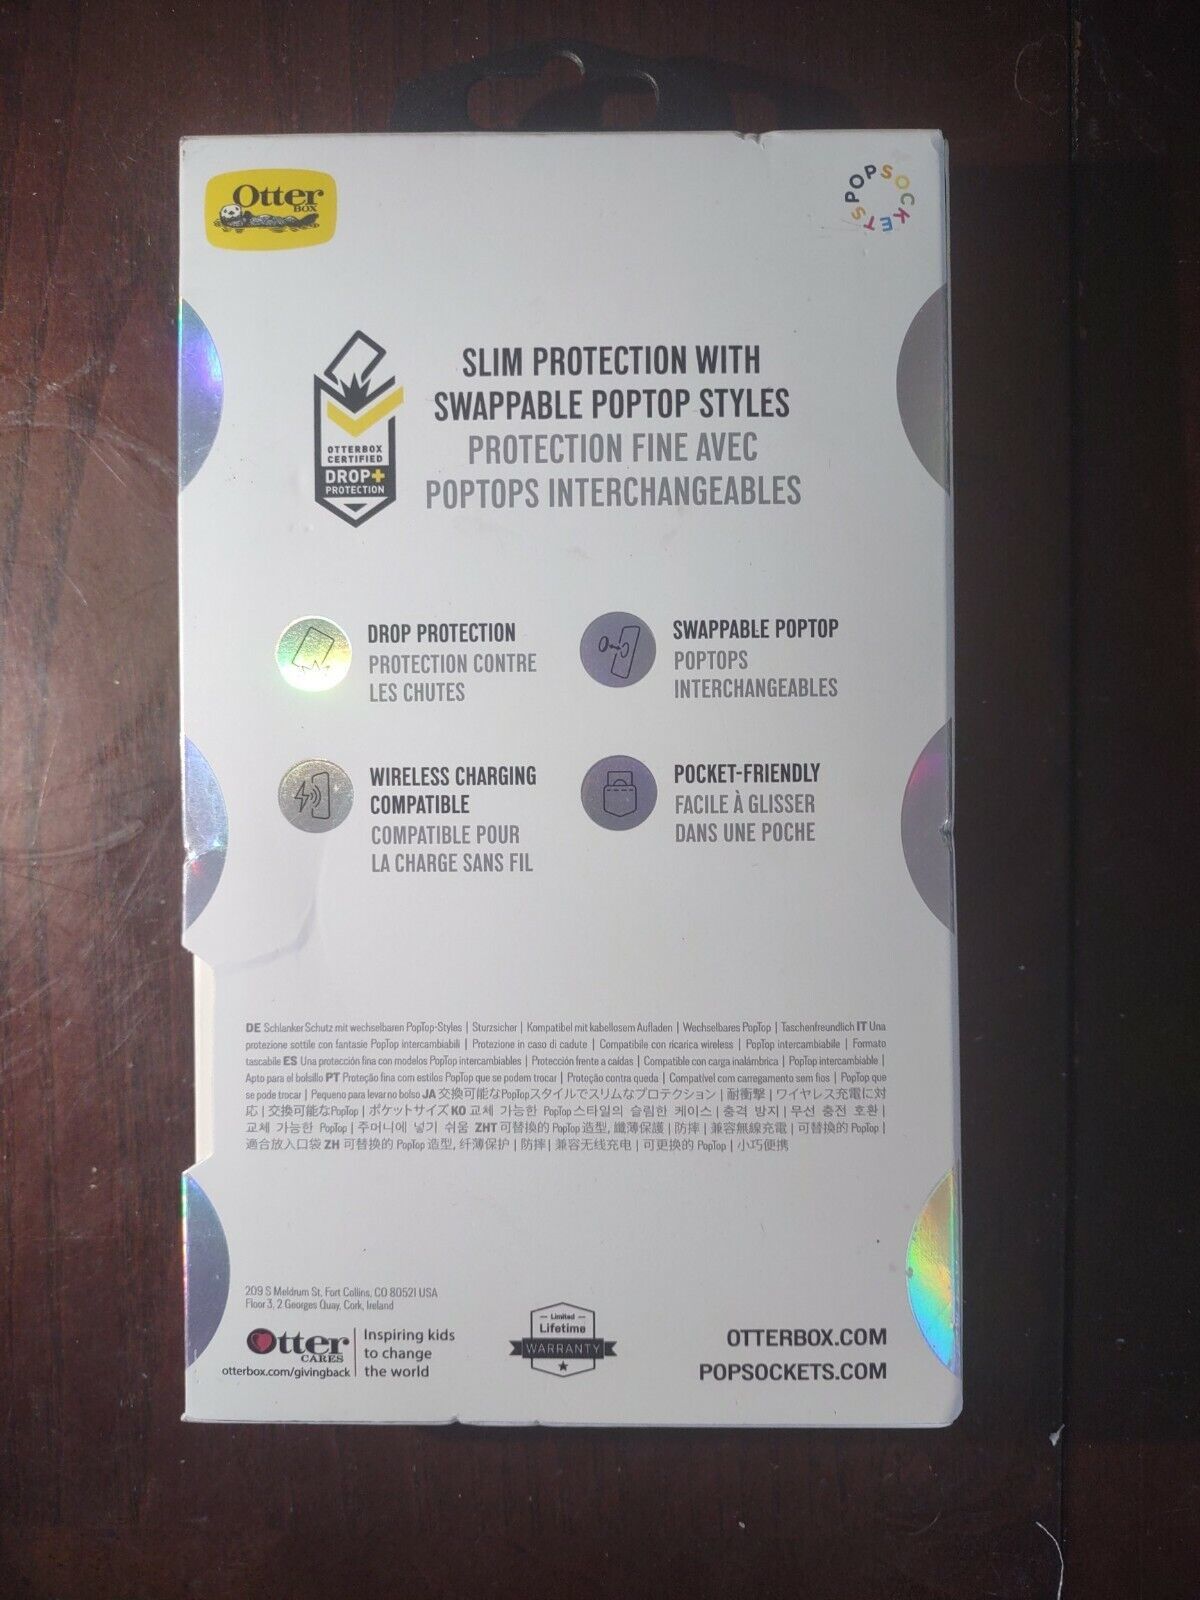 Otter
BOX
POPSOCKETS
SLIM PROTECTION WITH
SWAPPABLE POPTOP STYLES
PROTECTION FINE AVEC
POPTOPS INTERCHANGEABLES
OTTERBOX
CERTIFIED
DROP+
PROTECTION
DROP PROTECTION
PROTECTION CONTRE
LES CHUTES
SWAPPABLE POPTOP
POPTOPS
INTERCHANGEABLES
WIRELESS CHARGING
COMPATIBLE
COMPATIBLE POUR
LA CHARGE SANS FIL
POCKET-FRIENDLY
FACILE À GLISSER
DANS UNE POCHE
DE Schlanker Schutz mit wechselbaren PopTop-Styles | Sturzsicher | Kompatibel mit kabellosem Aufladen | Wechselbares PopTop | Taschenfreundlich IT Una
protezione sottile con fantasie PopTop intercambiabili | Protezione in caso di cadute | Compatibile con ricarica wireless | PopTop intercambiabile | Formato
tascabile ES Una protección fina con modelos PopTop intercambiables | Protección frente a caídas | Compatible con carga inalámbrica | PopTop intercambiable |
Apto para el bolsillo PT Proteção fina com estilos PopTop que se podem trocar | Proteção contra queda | Compatível com carregamento sem fios | PopTop que
se pode trocar | Pequeno para levar no bolso JA 交換可能なPopTopスタイルでスリムなプロテクション | 耐衝撃 | ワイヤレス充電に対
応 | 交換可能なPopTop | ポケットサイズ KO 교체 가능한 PopTop 스타일의 슬림한 케이스 | 충격 방지 | 무선 충전 호환 |
교체 가능한 PopTop | 주머니에 넣기 쉬움 ZHT 可替換的 PopTop 造型, 纖薄保護 | 防摔 | 兼容無線充電 | 可替換的 PopTop |
適合放入口袋 ZH 可替换的 PopTop 造型, 纤薄保护 | 防摔 | 兼容无线充电 | 可更换的 PopTop | 小巧便携
209 S Meldrum St, Fort Collins, CO 80521 USA
Floor 3, 2 Georges Quay, Cork, Ireland
Otter
CARES
otterbox.com/givingback
Inspiring kids
to change
the world
Limited
Lifetime
WARRANTY
OTTERBOX.COM
POPSOCKETS.COM